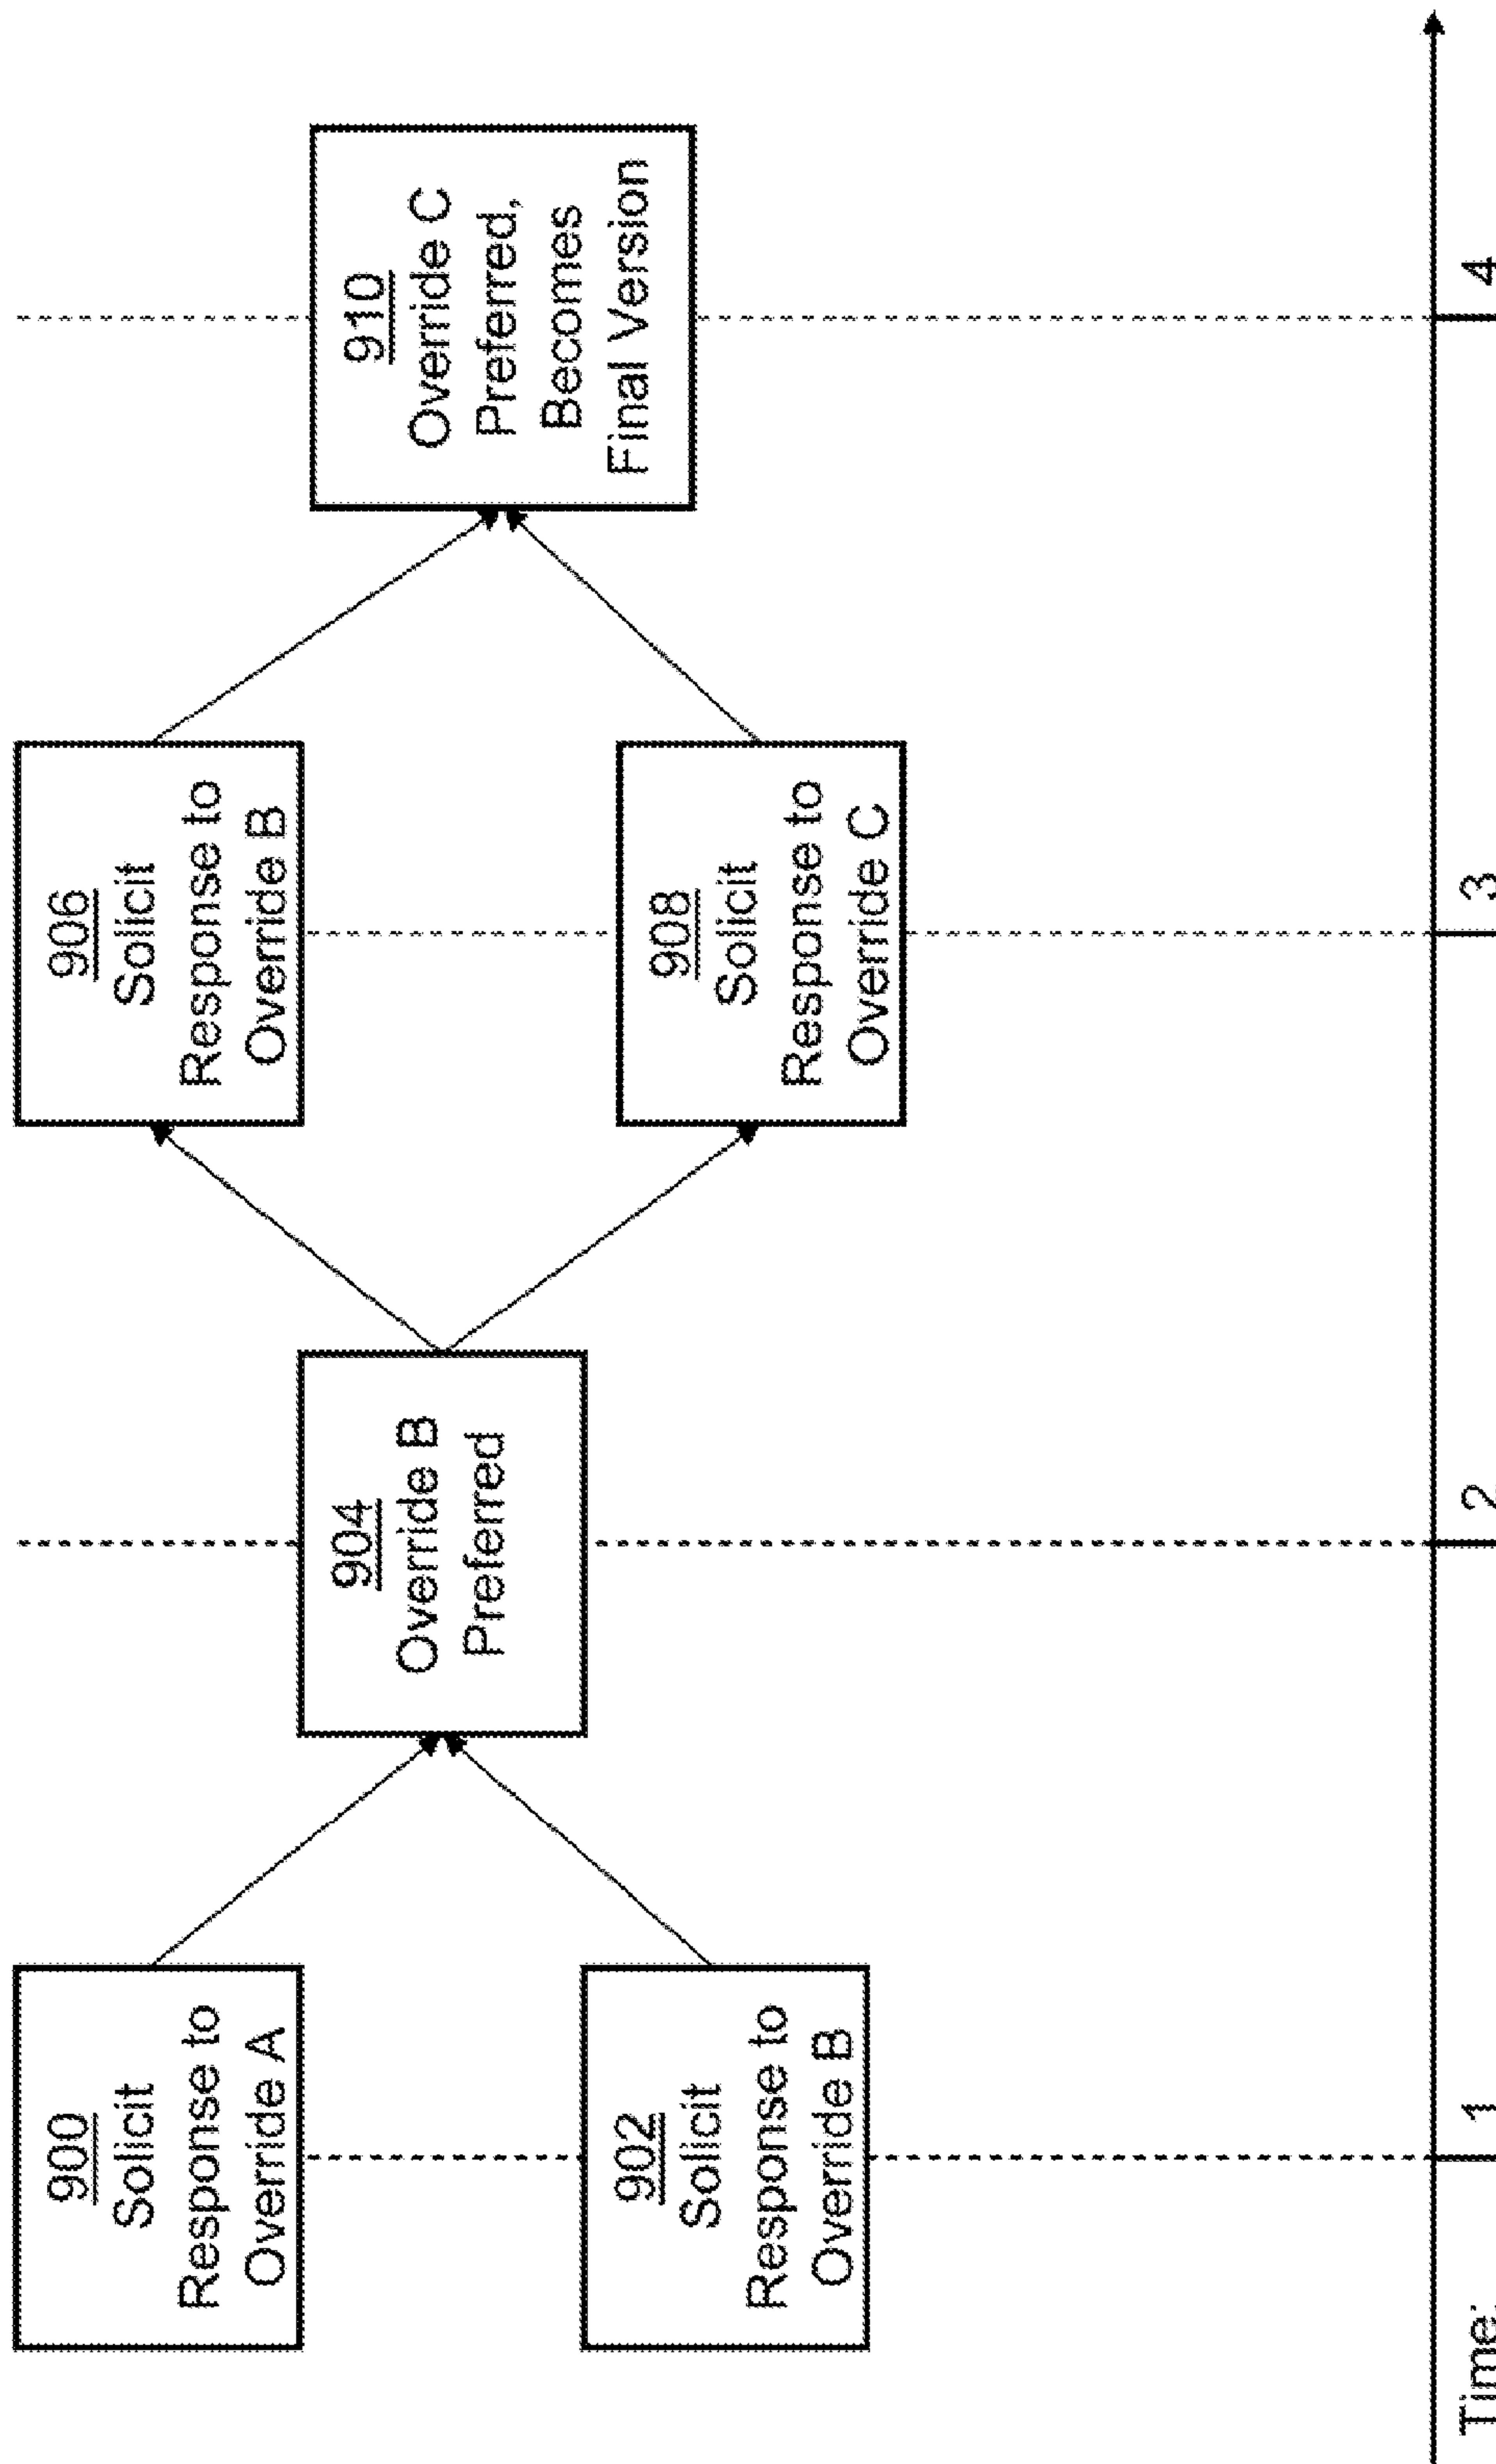 900
Solicit
Response to
Override A
902
Solicit
Response to
Override B
904
Override B
Preferred
906
Solicit
Response to
Override B
908
Solicit
Response to
Override C
910
Override C
Preferred,
Becomes
Final Version
Time: 1 2 3 4